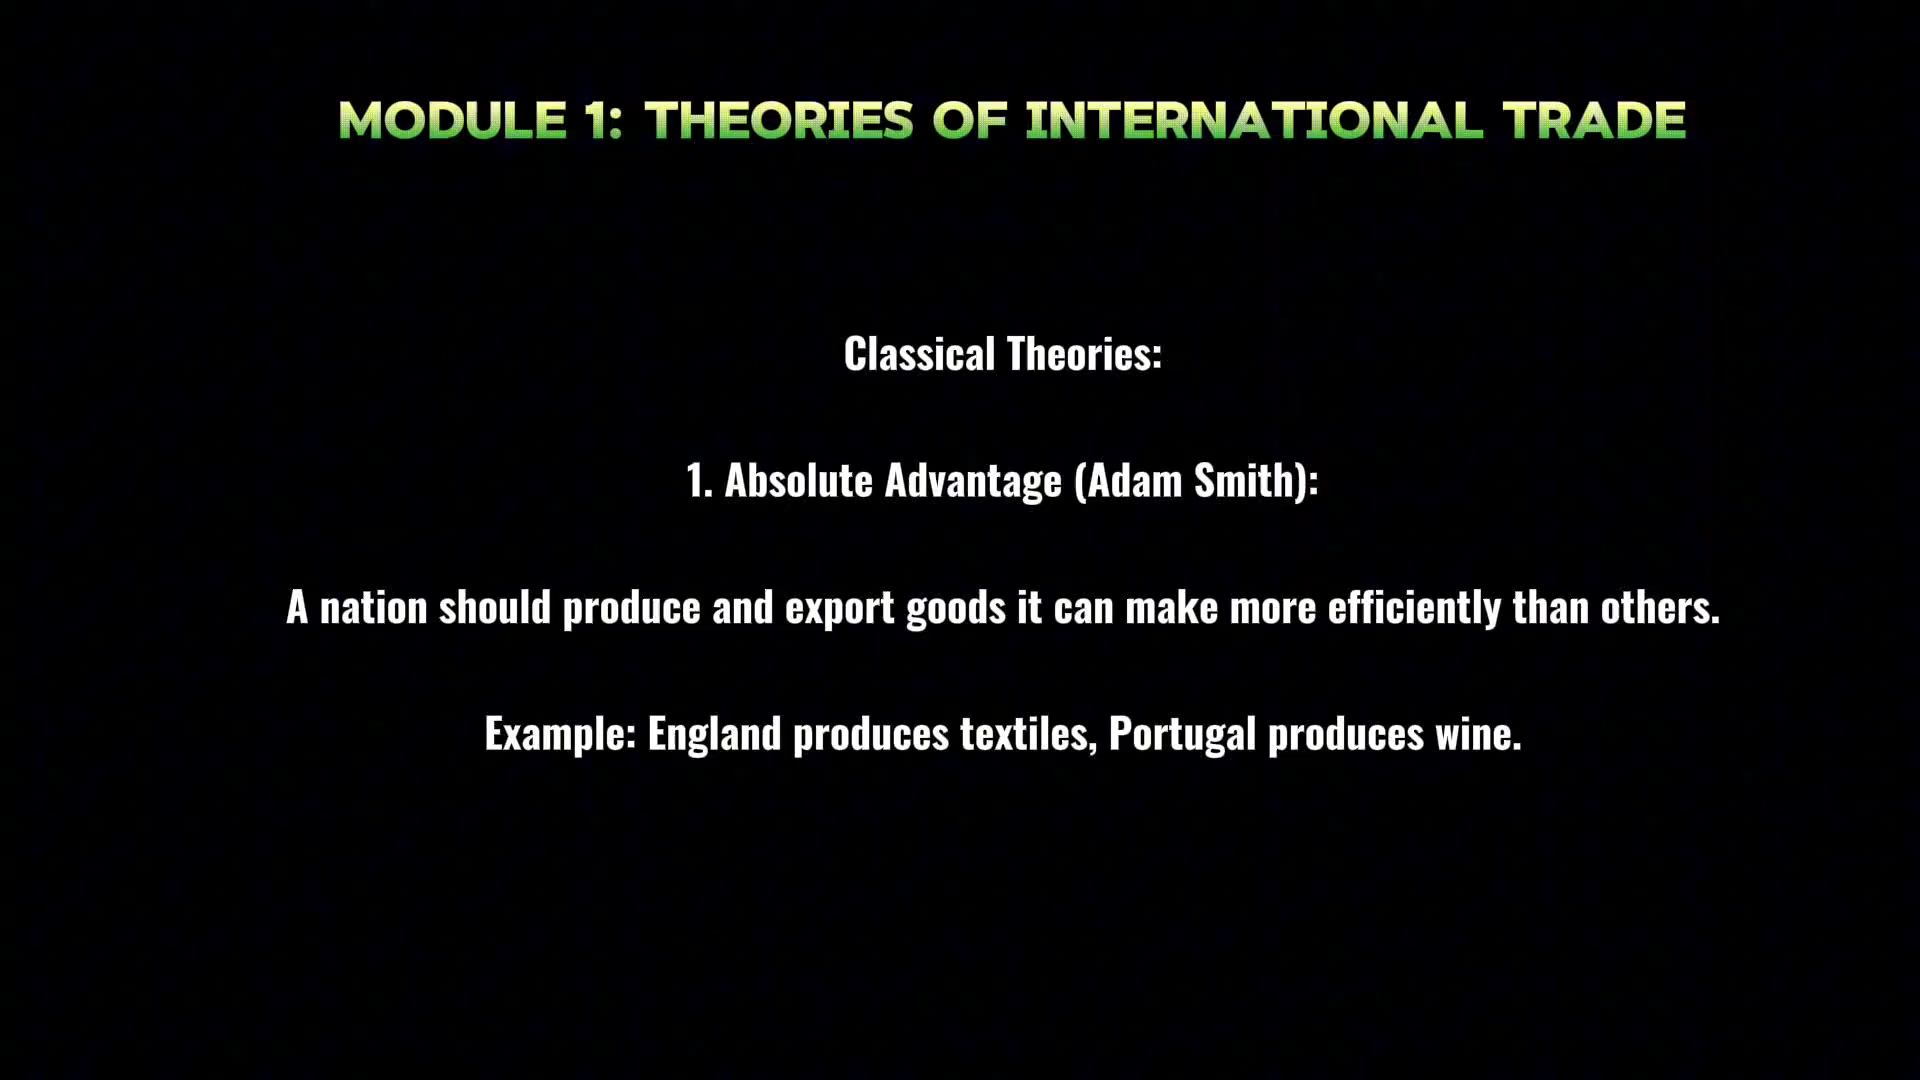 MODULE 1: THEORIES OF INTERNATIONAL TRADE
Classical Theories:
1. Absolute Advantage (Adam Smith):
A nation should produce and export goods it can make more efficiently than others.
Example: England produces textiles, Portugal produces wine.